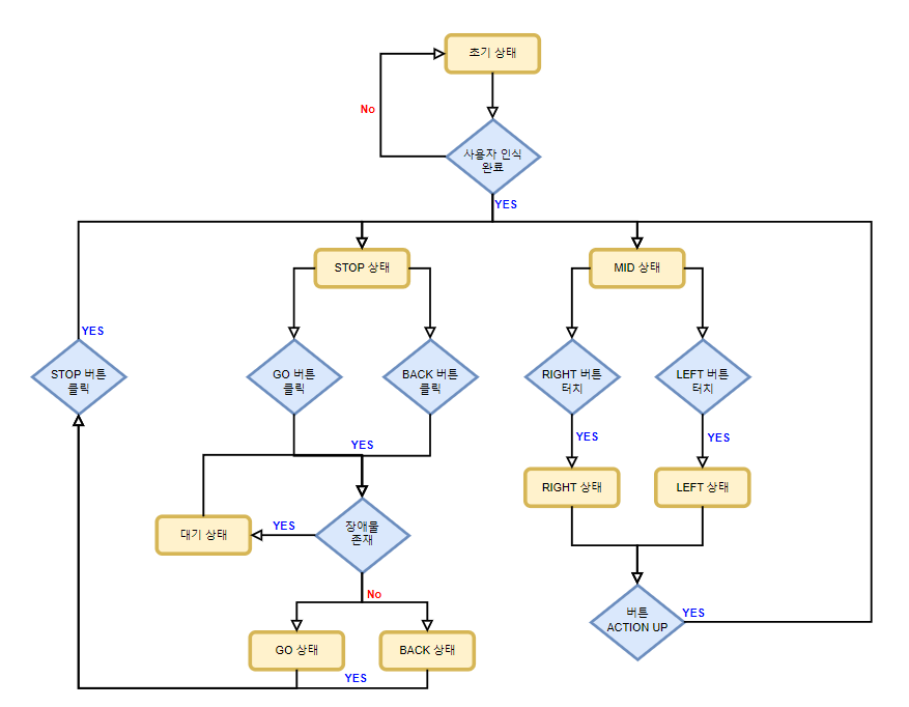 초기 상태
No
사용자 인식
완료
YES
STOP 상태
MID 상태
YES
STOP 버튼
클릭
GO 버튼
클릭
BACK 버튼
클릭
RIGHT 버튼
터치
LEFT 버튼
터치
YES
YES
YES
RIGHT 상태
LEFT 상태
대기 상태
YES
장애물
존재
No
버튼
ACTION UP
YES
GO 상태
BACK 상태
YES